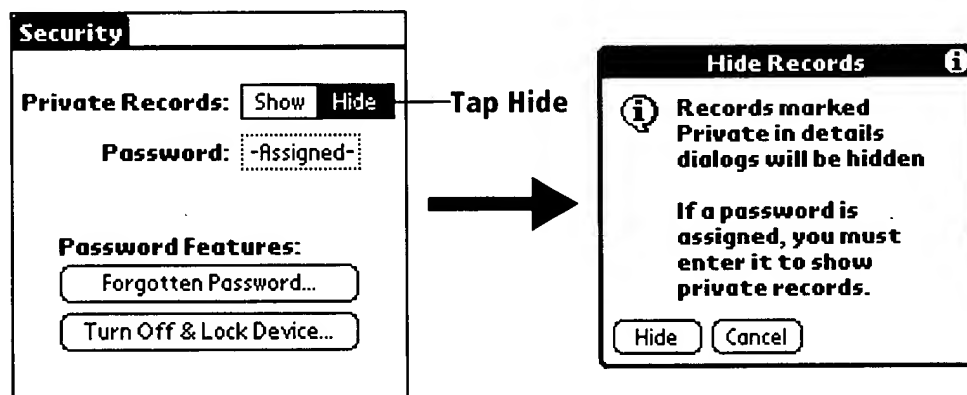 Security
Private Records: Show Hide
Tap Hide
Password: -Assigned-
Password Features:
Forgotten Password...
Turn Off & Lock Device...
Hide Records
Records marked
Private in details
dialogs will be hidden
If a password is
assigned, you must
enter it to show
private records.
Hide Cancel